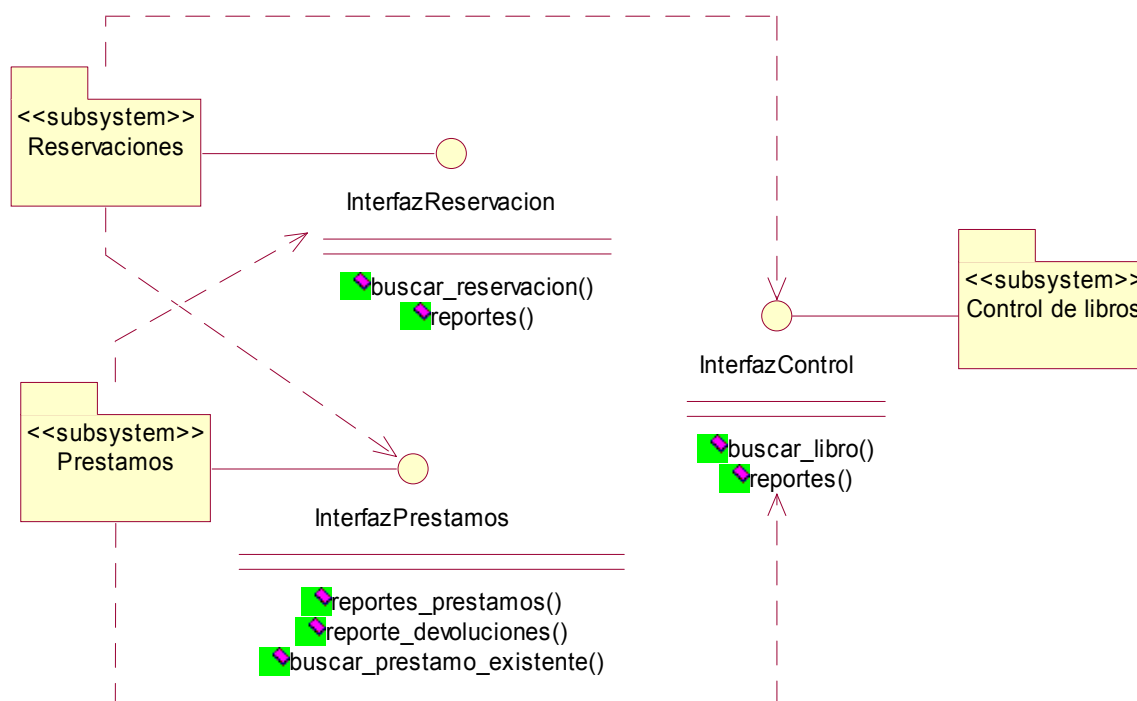 <<subsystem>>
Reservaciones
InterfazReservacion
buscar_reservacion()
reportes()
<<subsystem>>
Control de libros
InterfazControl
buscar_libro()
reportes()
<<subsystem>>
Prestamos
InterfazPrestamos
reportes_prestamos()
reporte_devoluciones()
buscar_prestamo_existente()